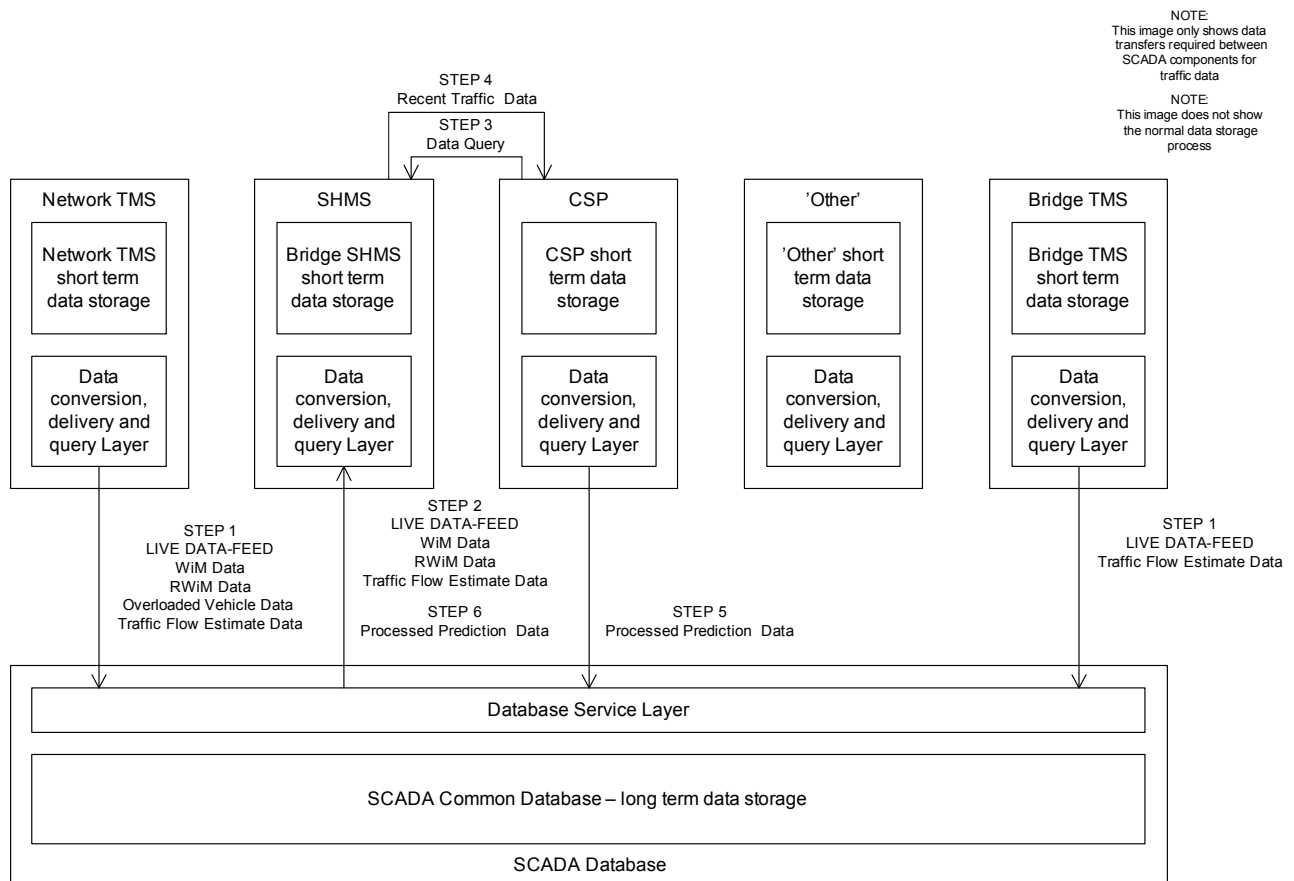 NOTE:
This image only shows data
transfers required between
SCADA components for
traffic data
NOTE:
This image does not show
the normal data storage
process
STEP 4
Recent Traffic Data
STEP 3
Data Query
Network TMS
Network TMS
short term
data storage
Data
conversion,
delivery and
query Layer
SHMS
Bridge SHMS
short term
data storage
Data
conversion,
delivery and
query Layer
CSP
CSP short
term data
storage
Data
conversion,
delivery and
query Layer
'Other'
'Other' short
term data
storage
Data
conversion,
delivery and
query Layer
Bridge TMS
Bridge TMS
short term
data storage
Data
conversion,
delivery and
query Layer
STEP 1
LIVE DATA-FEED
WiM Data
RWiM Data
Overloaded Vehicle Data
Traffic Flow Estimate Data
STEP 2
LIVE DATA-FEED
WiM Data
RWiM Data
Traffic Flow Estimate Data
STEP 6
Processed Prediction Data
STEP 5
Processed Prediction Data
STEP 1
LIVE DATA-FEED
Traffic Flow Estimate Data
Database Service Layer
SCADA Common Database – long term data storage
SCADA Database